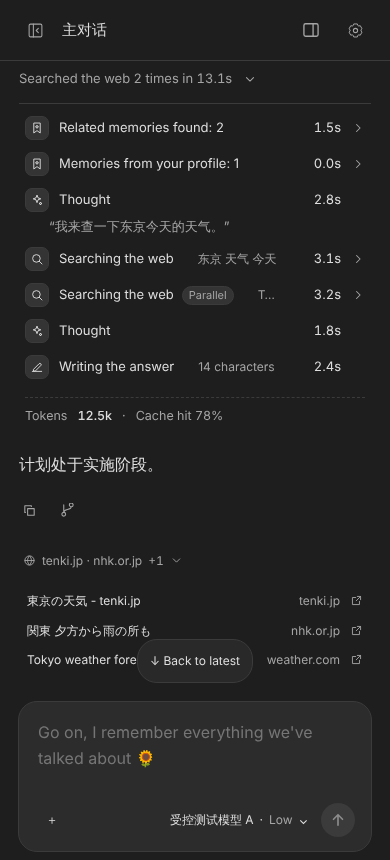 主对话
Searched the web 2 times in 13.1s
Related memories found: 2 1.5s
Memories from your profile: 1 0.0s
Thought 2.8s
“我来查一下东京今天的天气。”
Searching the web 东京 天气 今天 3.1s
Searching the web Parallel T... 3.2s
Thought 1.8s
Writing the answer 14 characters 2.4s
Tokens 12.5k · Cache hit 78%
计划处于实施阶段。
tenki.jp · nhk.or.jp +1
東京の天気 - tenki.jp tenki.jp
関東 夕方から雨の所も nhk.or.jp
Tokyo weather fore weather.com
↓ Back to latest
Go on, I remember everything we've
talked about 🌻
+ 受控测试模型 A · Low